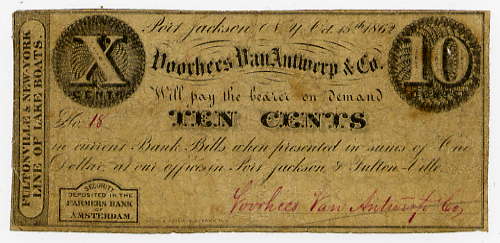 FULTONVILLE & NEW-YORK
LINE OF LAKE BOATS.
Port Jackson N Y Oct. 15th 1862
X
CENTS
Voorhees Van Antwerp & Co.
10
Will pay the bearer on demand
No. 18
TEN CENTS
in current Bank Bills when presented in sums of One
Dollar, at our offices in Port Jackson & Fulton-ville.
SECURITY
DEPOSITED IN THE
FARMERS BANK
OF
AMSTERDAM.
Voorhees Van Antwerp & Co,